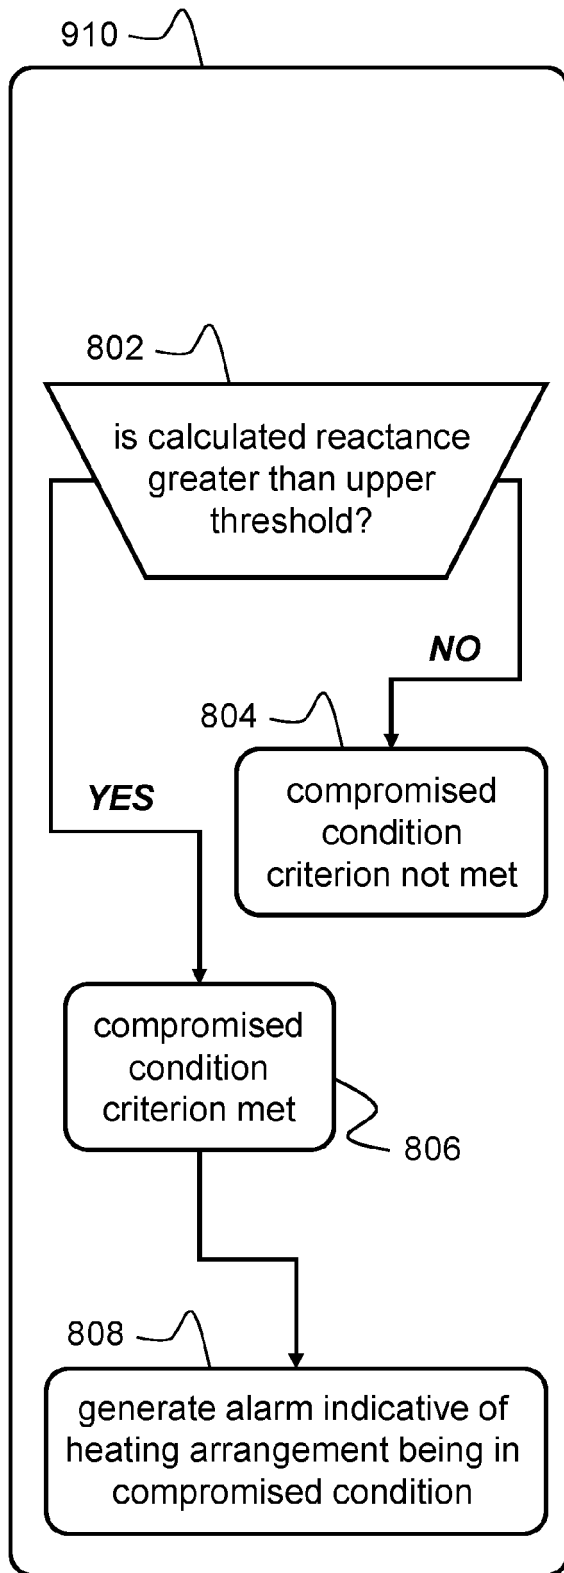 910
802
is calculated reactance
greater than upper
threshold?
NO
804
compromised
condition
criterion not met
YES
compromised
condition
criterion met
806
808
generate alarm indicative of
heating arrangement being in
compromised condition